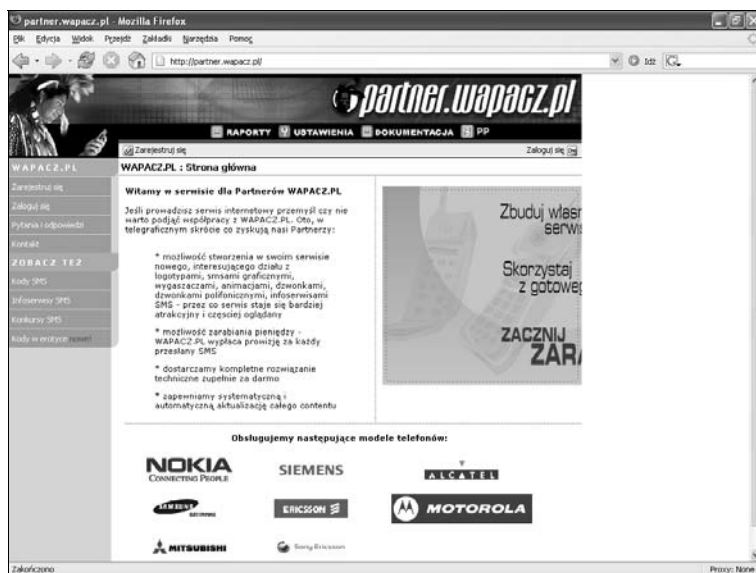 partner.wapacz.pl - Mozilla Firefox
Plik Edycja Widok Przejdź Zakładki Narzędzia Pomoc
http://partner.wapacz.pl/
Idź
partner.wapacz.pl
RAPORTY USTAWIENIA DOKUMENTACJA PP
Zarejestruj się
Zaloguj się
WAPACZ.PL
Zarejestruj się
Zaloguj się
Pytania i odpowiedzi
Kontakt
ZOBACZ TEŻ
Kody SMS
Infoserwisy SMS
Konkursy SMS
Kody w erotyce nowe!
WAPACZ.PL : Strona główna
Witamy w serwisie dla Partnerów WAPACZ.PL
Jeśli prowadzisz serwis internetowy przemyśl czy nie
warto podjąć współpracy z WAPACZ.PL. Oto, w
telegraficznym skrócie co zyskują nasi Partnerzy:
* możliwość stworzenia w swoim serwisie
nowego, interesującego działu z
logotypami, smsami graficznymi,
wygaszaczami, animacjami, dzwonkami,
dzwonkami polifonicznymi, infoserwisami
SMS - przez co serwis staje się bardziej
atrakcyjny i częsciej oglądany
* możliwość zarabiania pieniędzy -
WAPACZ.PL wypłaca prowizję za każdy
przesłany SMS
* dostarczamy kompletne rozwiązanie
techniczne zupełnie za darmo
* zapewniamy systematyczną i
automatyczną aktualizację całego contentu
Zbuduj włas
serwis
Skorzystaj
z gotoweg
ZACZNIJ
ZARA
Obsługujemy następujące modele telefonów:
NOKIA
CONNECTING PEOPLE
SIEMENS
ALCATEL
SAMSUNG
ERICSSON
MOTOROLA
MITSUBISHI
Sony Ericsson
Zakończono
Proxy: None